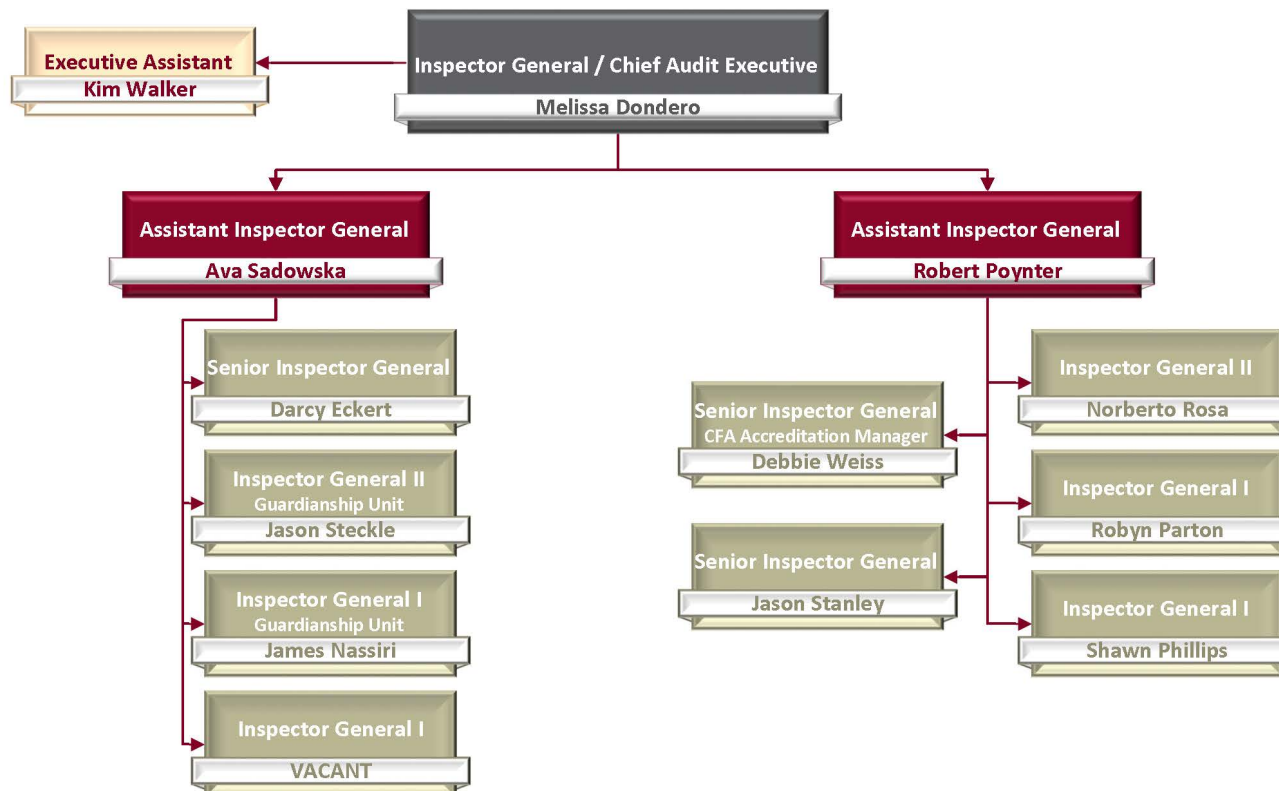 Executive Assistant
Kim Walker
Inspector General / Chief Audit Executive
Melissa Dondero
Assistant Inspector General
Ava Sadowska
Senior Inspector General
Darcy Eckert
Inspector General II
Guardianship Unit
Jason Steckle
Inspector General I
Guardianship Unit
James Nassiri
Inspector General I
VACANT
Assistant Inspector General
Robert Poynter
Senior Inspector General
CFA Accreditation Manager
Debbie Weiss
Senior Inspector General
Jason Stanley
Inspector General II
Norberto Rosa
Inspector General I
Robyn Parton
Inspector General I
Shawn Phillips